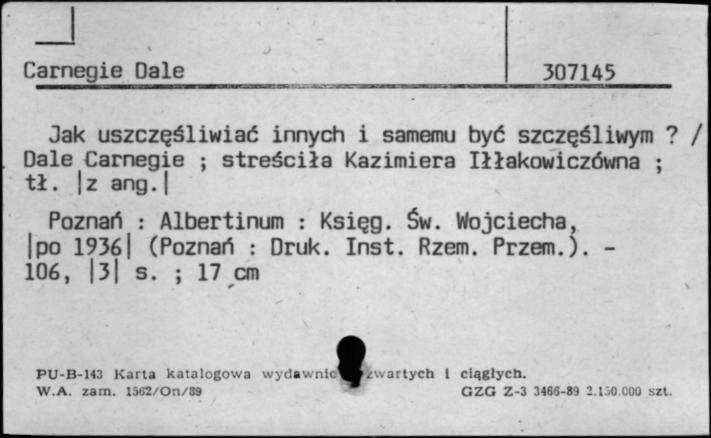 Carnegie Dale 307145
Jak uszczęśliwiać innych i samemu być szczęśliwym ? /
Dale Carnegie ; streściła Kazimiera Iłłakowiczówna ;
tł. |z ang.|
Poznań : Albertinum : Księg. Św. Wojciecha,
|po 1936| (Poznań : Druk. Inst. Rzem. Przem.). -
106, |3| s. ; 17 cm
PU-B-143 Karta katalogowa wydawnic zwartych i ciągłych.
W.A. zam. 1562/On/89 GZG Z-3 3466-89 2.150.000 szt.